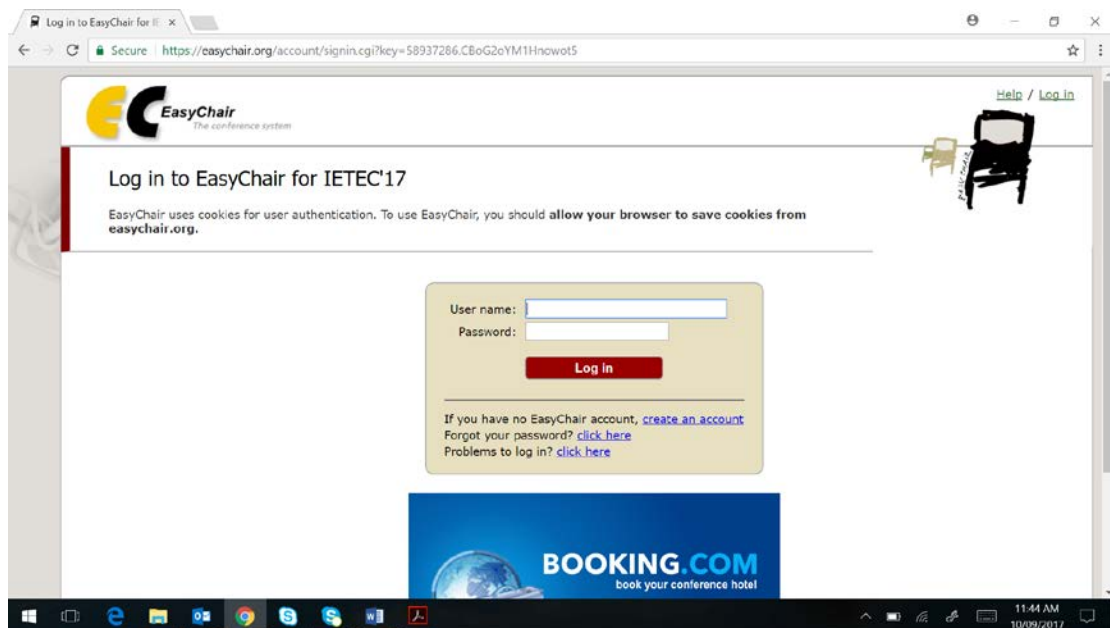 Log in to EasyChair for IE
Secure
https://easychair.org/account/signin.cgi?key=58937286.CBoG2oYM1Hnowot5
EC EasyChair
The conference system
Help / Log in
easy chair
Log in to EasyChair for IETEC'17
EasyChair uses cookies for user authentication. To use EasyChair, you should allow your browser to save cookies from
easychair.org.
User name:
Password:
Log in
If you have no EasyChair account, create an account
Forgot your password? click here
Problems to log in? click here
BOOKING.COM
book your conference hotel
11:44 AM
10/09/2017